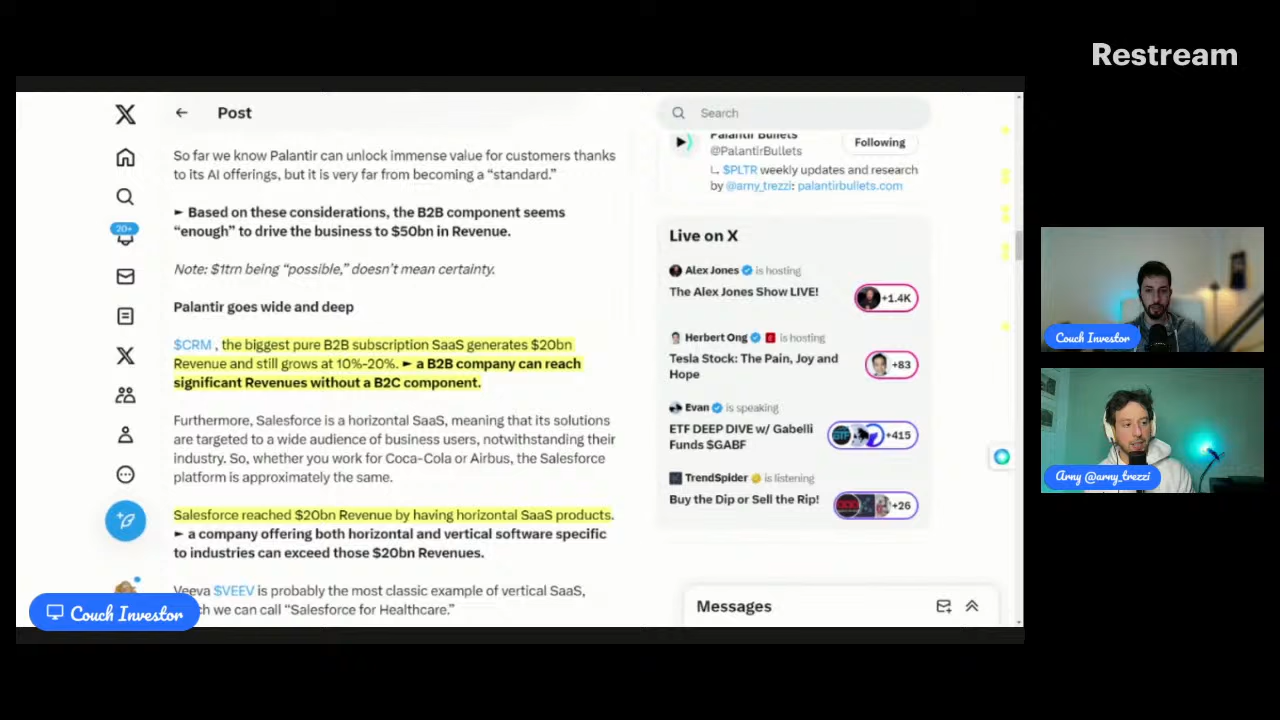 Restream
Post
So far we know Palantir can unlock immense value for customers thanks
to its AI offerings, but it is very far from becoming a “standard.”
► Based on these considerations, the B2B component seems
“enough” to drive the business to $50bn in Revenue.
Note: $1trn being “possible,” doesn’t mean certainty.
Palantir goes wide and deep
$CRM , the biggest pure B2B subscription SaaS generates $20bn
Revenue and still grows at 10%-20%. ► a B2B company can reach
significant Revenues without a B2C component.
Furthermore, Salesforce is a horizontal SaaS, meaning that its solutions
are targeted to a wide audience of business users, notwithstanding their
industry. So, whether you work for Coca-Cola or Airbus, the Salesforce
platform is approximately the same.
Salesforce reached $20bn Revenue by having horizontal SaaS products.
► a company offering both horizontal and vertical software specific
to industries can exceed those $20bn Revenues.
Veeva $VEEV is probably the most classic example of vertical SaaS,
we can call “Salesforce for Healthcare.”
20+
Search
Palantir Bullets
@PalantirBullets
Following
$PLTR weekly updates and research
by @arny_trezzi: palantirbullets.com
Live on X
Alex Jones is hosting
The Alex Jones Show LIVE!
+1.4K
Herbert Ong is hosting
Tesla Stock: The Pain, Joy and
Hope
+83
Evan is speaking
ETF DEEP DIVE w/ Gabelli
Funds $GABF
+415
TrendSpider is listening
Buy the Dip or Sell the Rip!
+26
Messages
Couch Investor
Couch Investor
Arny @arny_trezzi